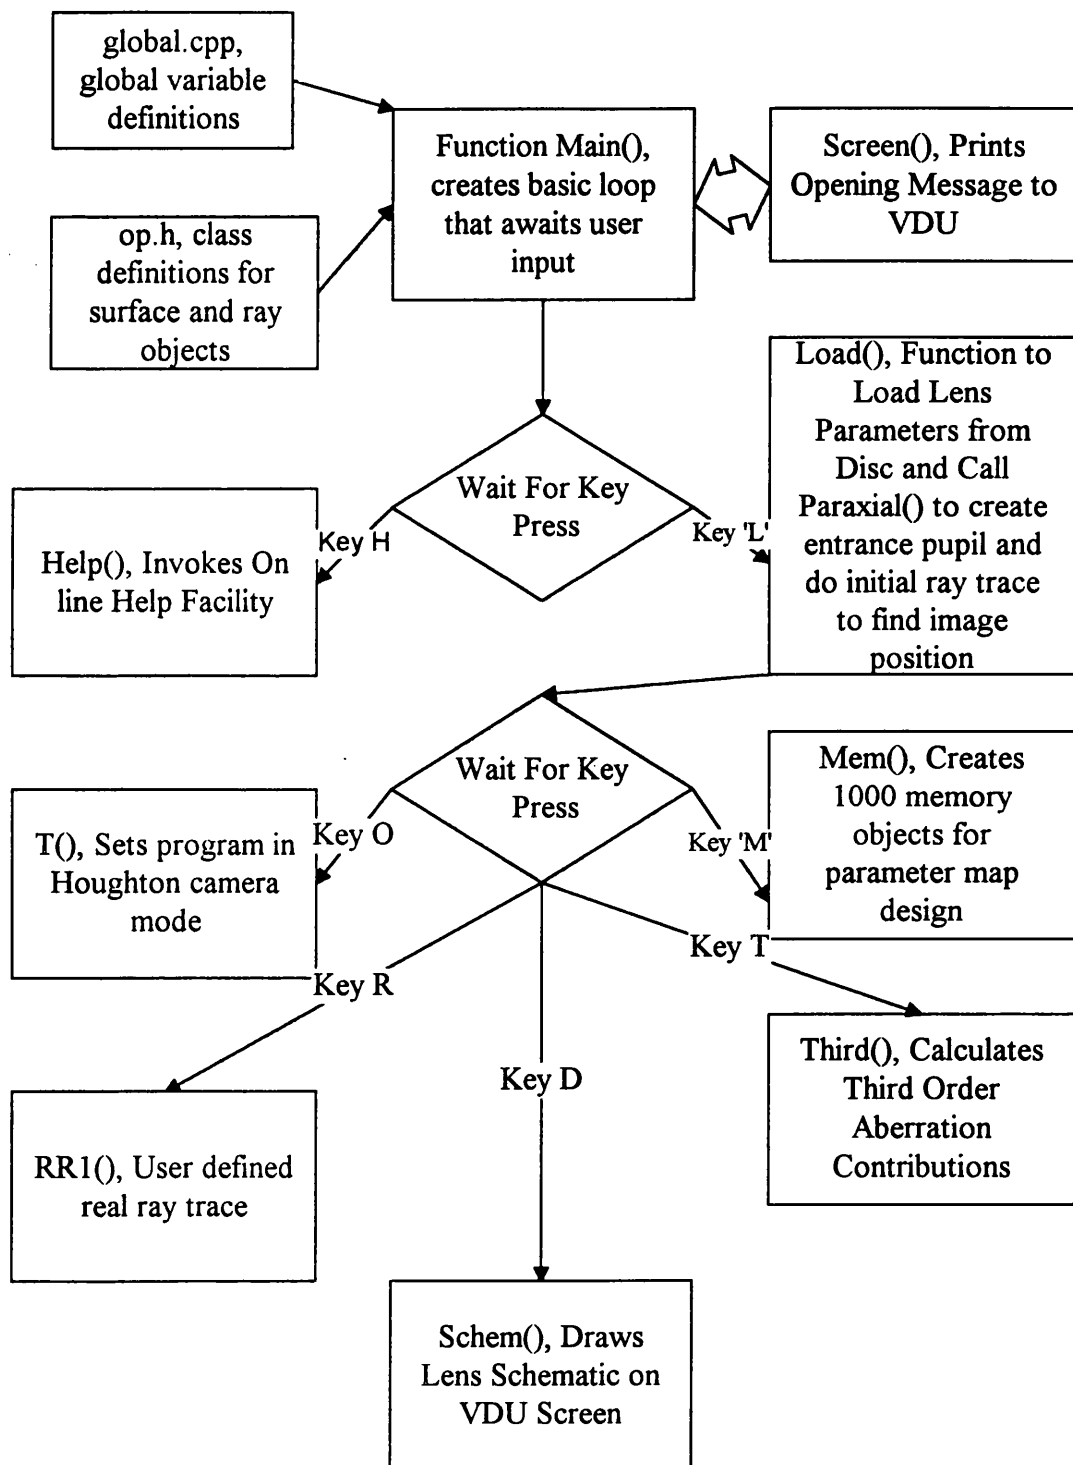 global.cpp,
global variable
definitions
Function Main(),
creates basic loop
that awaits user
input
Screen(), Prints
Opening Message to
VDU
op.h, class
definitions for
surface and ray
objects
Load(), Function to
Load Lens
Parameters from
Disc and Call
Paraxial() to create
entrance pupil and
do initial ray trace
to find image
position
Wait For Key
Press
Key H
Key 'L'
Help(), Invokes On
line Help Facility
Wait For Key
Press
Mem(), Creates
1000 memory
objects for
parameter map
design
Key O
Key 'M'
T(), Sets program in
Houghton camera
mode
Key T
Key R
Third(), Calculates
Third Order
Aberration
Contributions
Key D
RR1(), User defined
real ray trace
Schem(), Draws
Lens Schematic on
VDU Screen